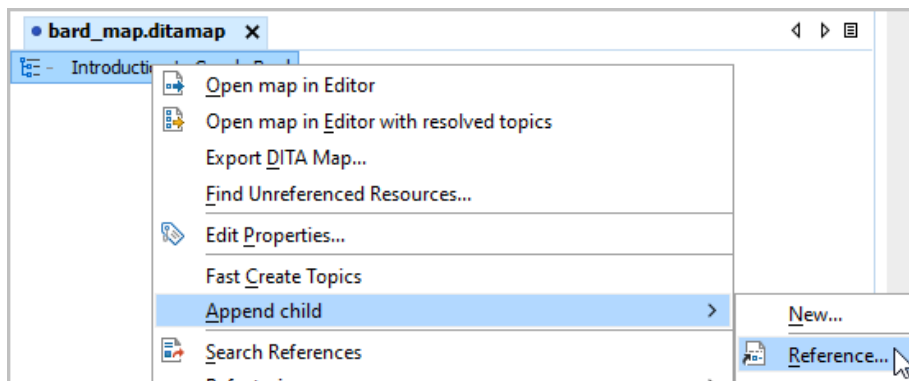 bard_map.ditamap
Open map in Editor
Open map in Editor with resolved topics
Export DITA Map...
Find Unreferenced Resources...
Edit Properties...
Fast Create Topics
Append child
New...
Search References
Reference...